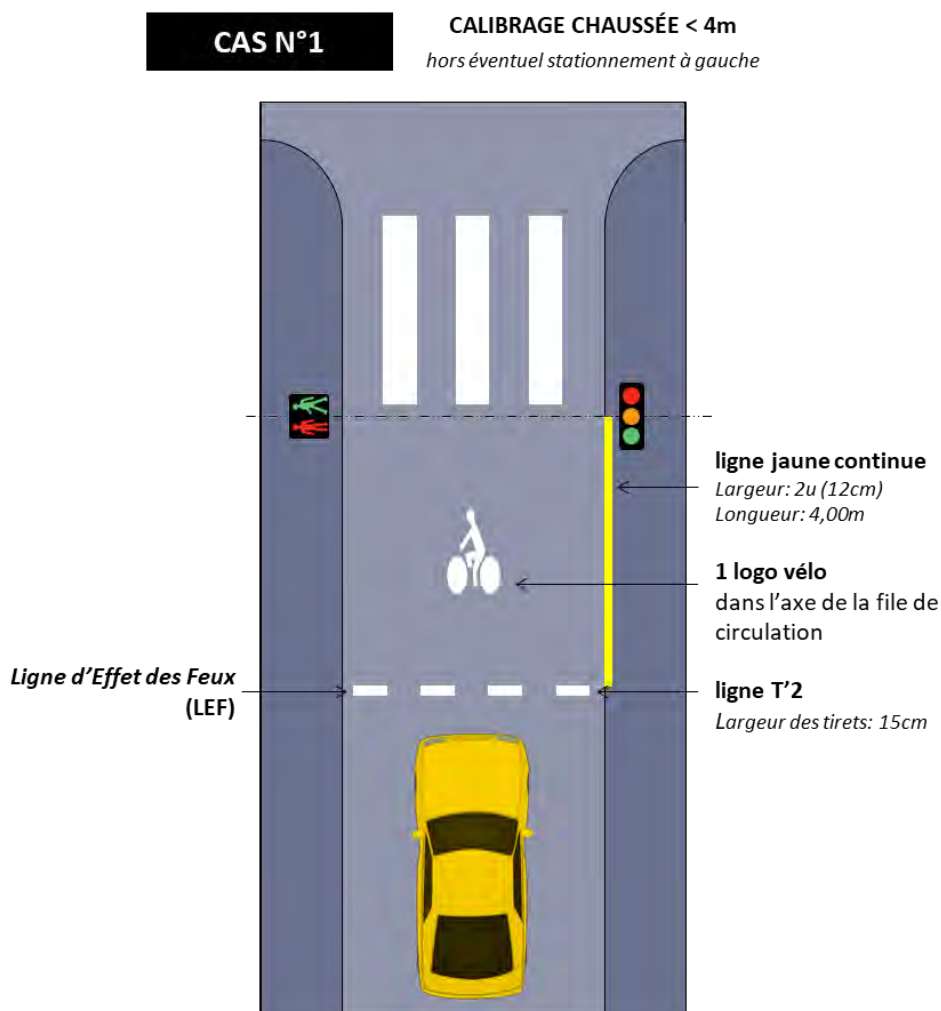 CAS N°1
CALIBRAGE CHAUSSÉE < 4m
hors éventuel stationnement à gauche
ligne jaune continue
Largeur: 2u (12cm)
Longueur: 4,00m
1 logo vélo
dans l’axe de la file de
circulation
Ligne d’Effet des Feux
(LEF)
ligne T’2
Largeur des tirets: 15cm